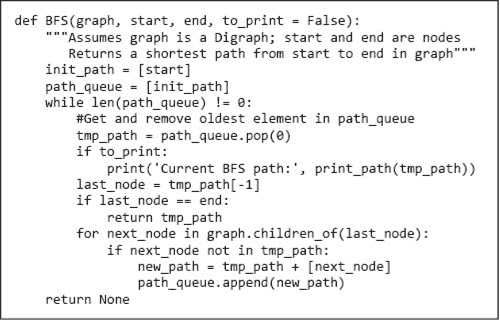 def BFS(graph, start, end, to_print = False):
    """Assumes graph is a Digraph; start and end are nodes
       Returns a shortest path from start to end in graph"""
    init_path = [start]
    path_queue = [init_path]
    while len(path_queue) != 0:
        #Get and remove oldest element in path_queue
        tmp_path = path_queue.pop(0)
        if to_print:
            print('Current BFS path:', print_path(tmp_path))
        last_node = tmp_path[-1]
        if last_node == end:
            return tmp_path
        for next_node in graph.children_of(last_node):
            if next_node not in tmp_path:
                new_path = tmp_path + [next_node]
                path_queue.append(new_path)
    return None